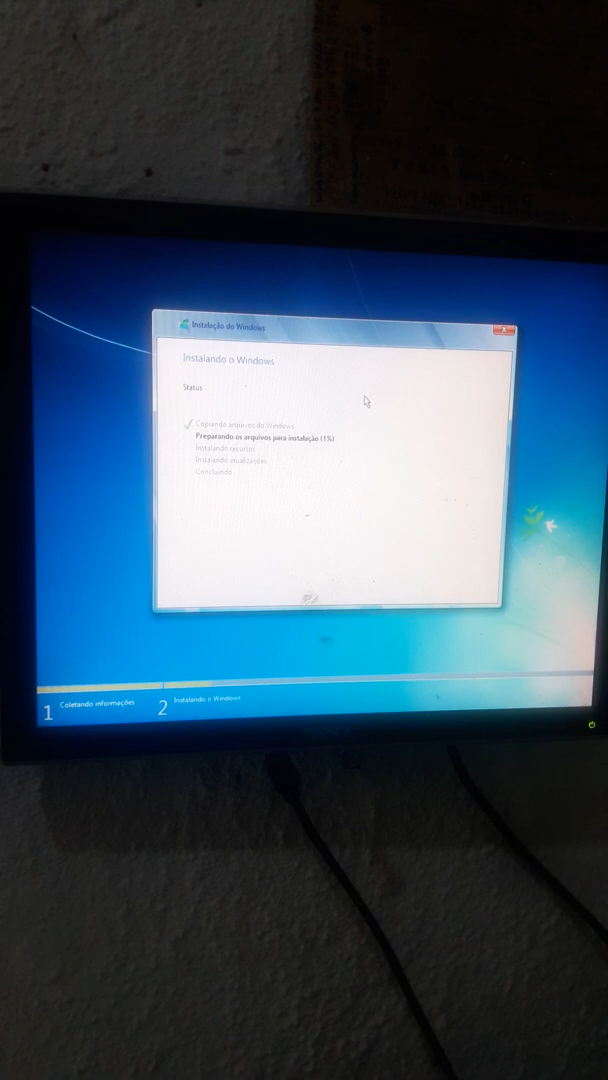 Instalação do Windows
Instalando o Windows
Status
Copiando arquivos do Windows
Preparando os arquivos para instalação (1%)
Instalando recursos
Instalando atualizações
Concluindo
1 Coletando informações
2 Instalando o Windows